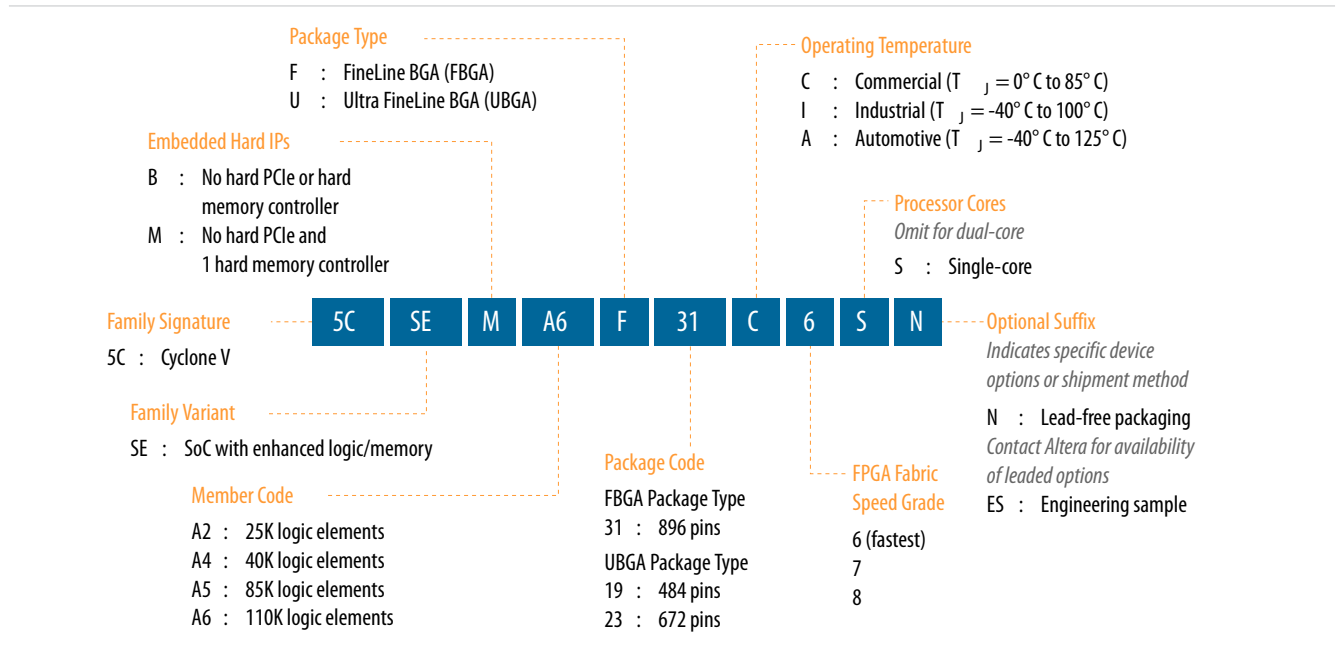 Package Type
F : FineLine BGA (FBGA)
U : Ultra FineLine BGA (UBGA)
Operating Temperature
C : Commercial (T J = 0° C to 85° C)
I : Industrial (T J = -40° C to 100° C)
A : Automotive (T J = -40° C to 125° C)
Embedded Hard IPs
B : No hard PCIe or hard
memory controller
M : No hard PCIe and
1 hard memory controller
Processor Cores
Omit for dual-core
S : Single-core
Family Signature
5C : Cyclone V
5C SE M A6 F 31 C 6 S N
Optional Suffix
Indicates specific device
options or shipment method
N : Lead-free packaging
Contact Altera for availability
of leaded options
ES : Engineering sample
Family Variant
SE : SoC with enhanced logic/memory
Member Code
A2 : 25K logic elements
A4 : 40K logic elements
A5 : 85K logic elements
A6 : 110K logic elements
Package Code
FBGA Package Type
31 : 896 pins
UBGA Package Type
19 : 484 pins
23 : 672 pins
FPGA Fabric
Speed Grade
6 (fastest)
7
8